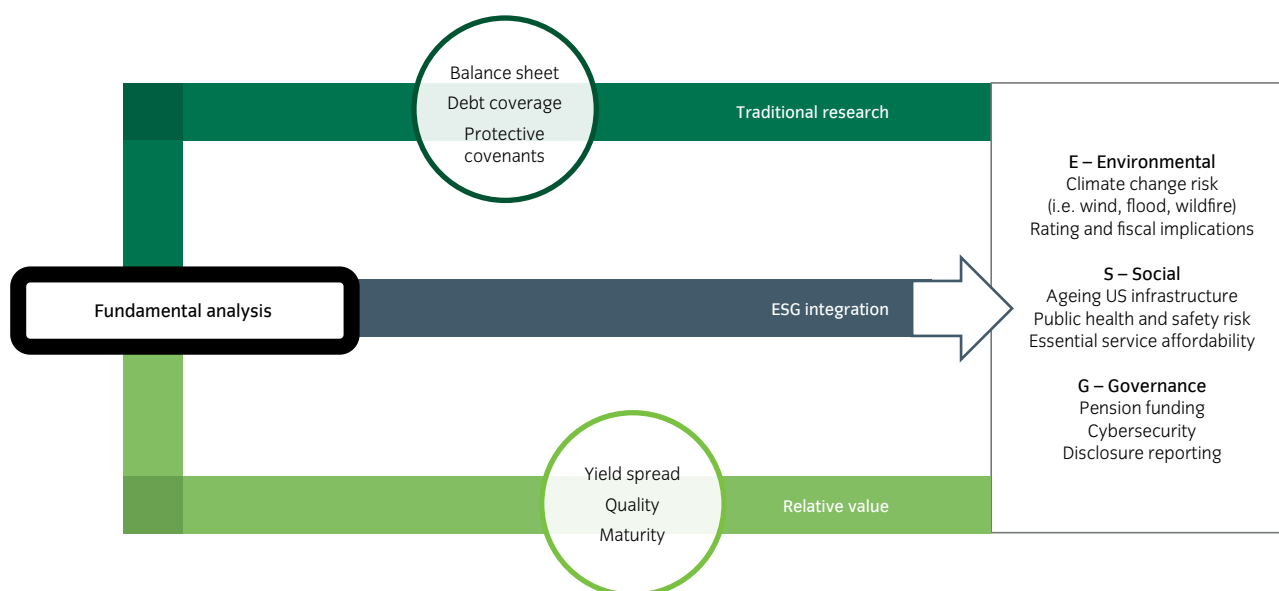 Balance sheet
Debt coverage
Protective
covenants
Traditional research
Fundamental analysis
ESG integration
Yield spread
Quality
Maturity
Relative value
E – Environmental
Climate change risk
(i.e. wind, flood, wildfire)
Rating and fiscal implications
S – Social
Ageing US infrastructure
Public health and safety risk
Essential service affordability
G – Governance
Pension funding
Cybersecurity
Disclosure reporting